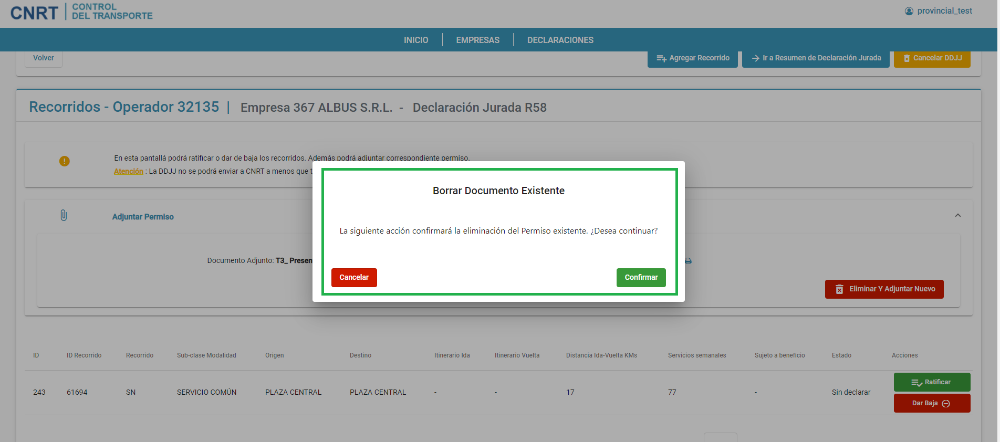 CNRT CONTROL
DEL TRANSPORTE
provincial_test
INICIO EMPRESAS DECLARACIONES
Volver Agregar Recorrido Ir a Resumen de Declaración Jurada Cancelar DDJJ
Recorridos - Operador 32135 | Empresa 367 ALBUS S.R.L. - Declaración Jurada R58
En esta pantallá podrá ratificar o dar de baja los recorridos. Además podrá adjuntar correspondiente permiso.
Atención : La DDJJ no se podrá enviar a CNRT a menos que
Borrar Documento Existente
Adjuntar Permiso
La siguiente acción confirmará la eliminación del Permiso existente. ¿Desea continuar?
Documento Adjunto: T3_
Cancelar Confirmar
Eliminar Y Adjuntar Nuevo
ID ID Recorrido Recorrido Sub-clase Modalidad Origen Destino Itinerario Ida Itinerario Vuelta Distancia Ida-Vuelta KMs Servicios semanales Sujeto a beneficio Estado Acciones
243 61694 SN SERVICIO COMÚN PLAZA CENTRAL PLAZA CENTRAL - - 17 77 - Sin declarar Ratificar
Dar Baja